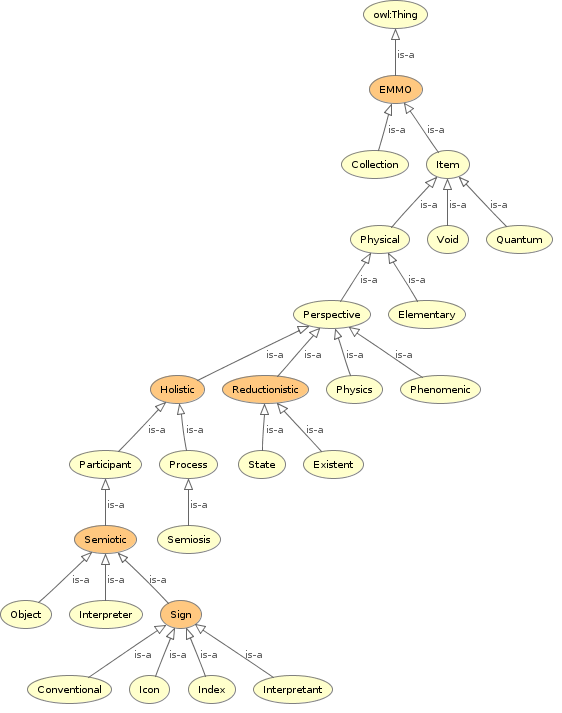 owl:Thing
is-a
EMMO
is-a is-a
Collection Item
is-a is-a is-a
Physical Void Quantum
is-a is-a
Perspective Elementary
is-a is-a is-a is-a
Holistic Reductionistic Physics Phenomenic
is-a is-a is-a is-a
Participant Process State Existent
is-a is-a
Semiotic Semiosis
is-a is-a is-a
Object Interpreter Sign
is-a is-a is-a is-a
Conventional Icon Index Interpretant